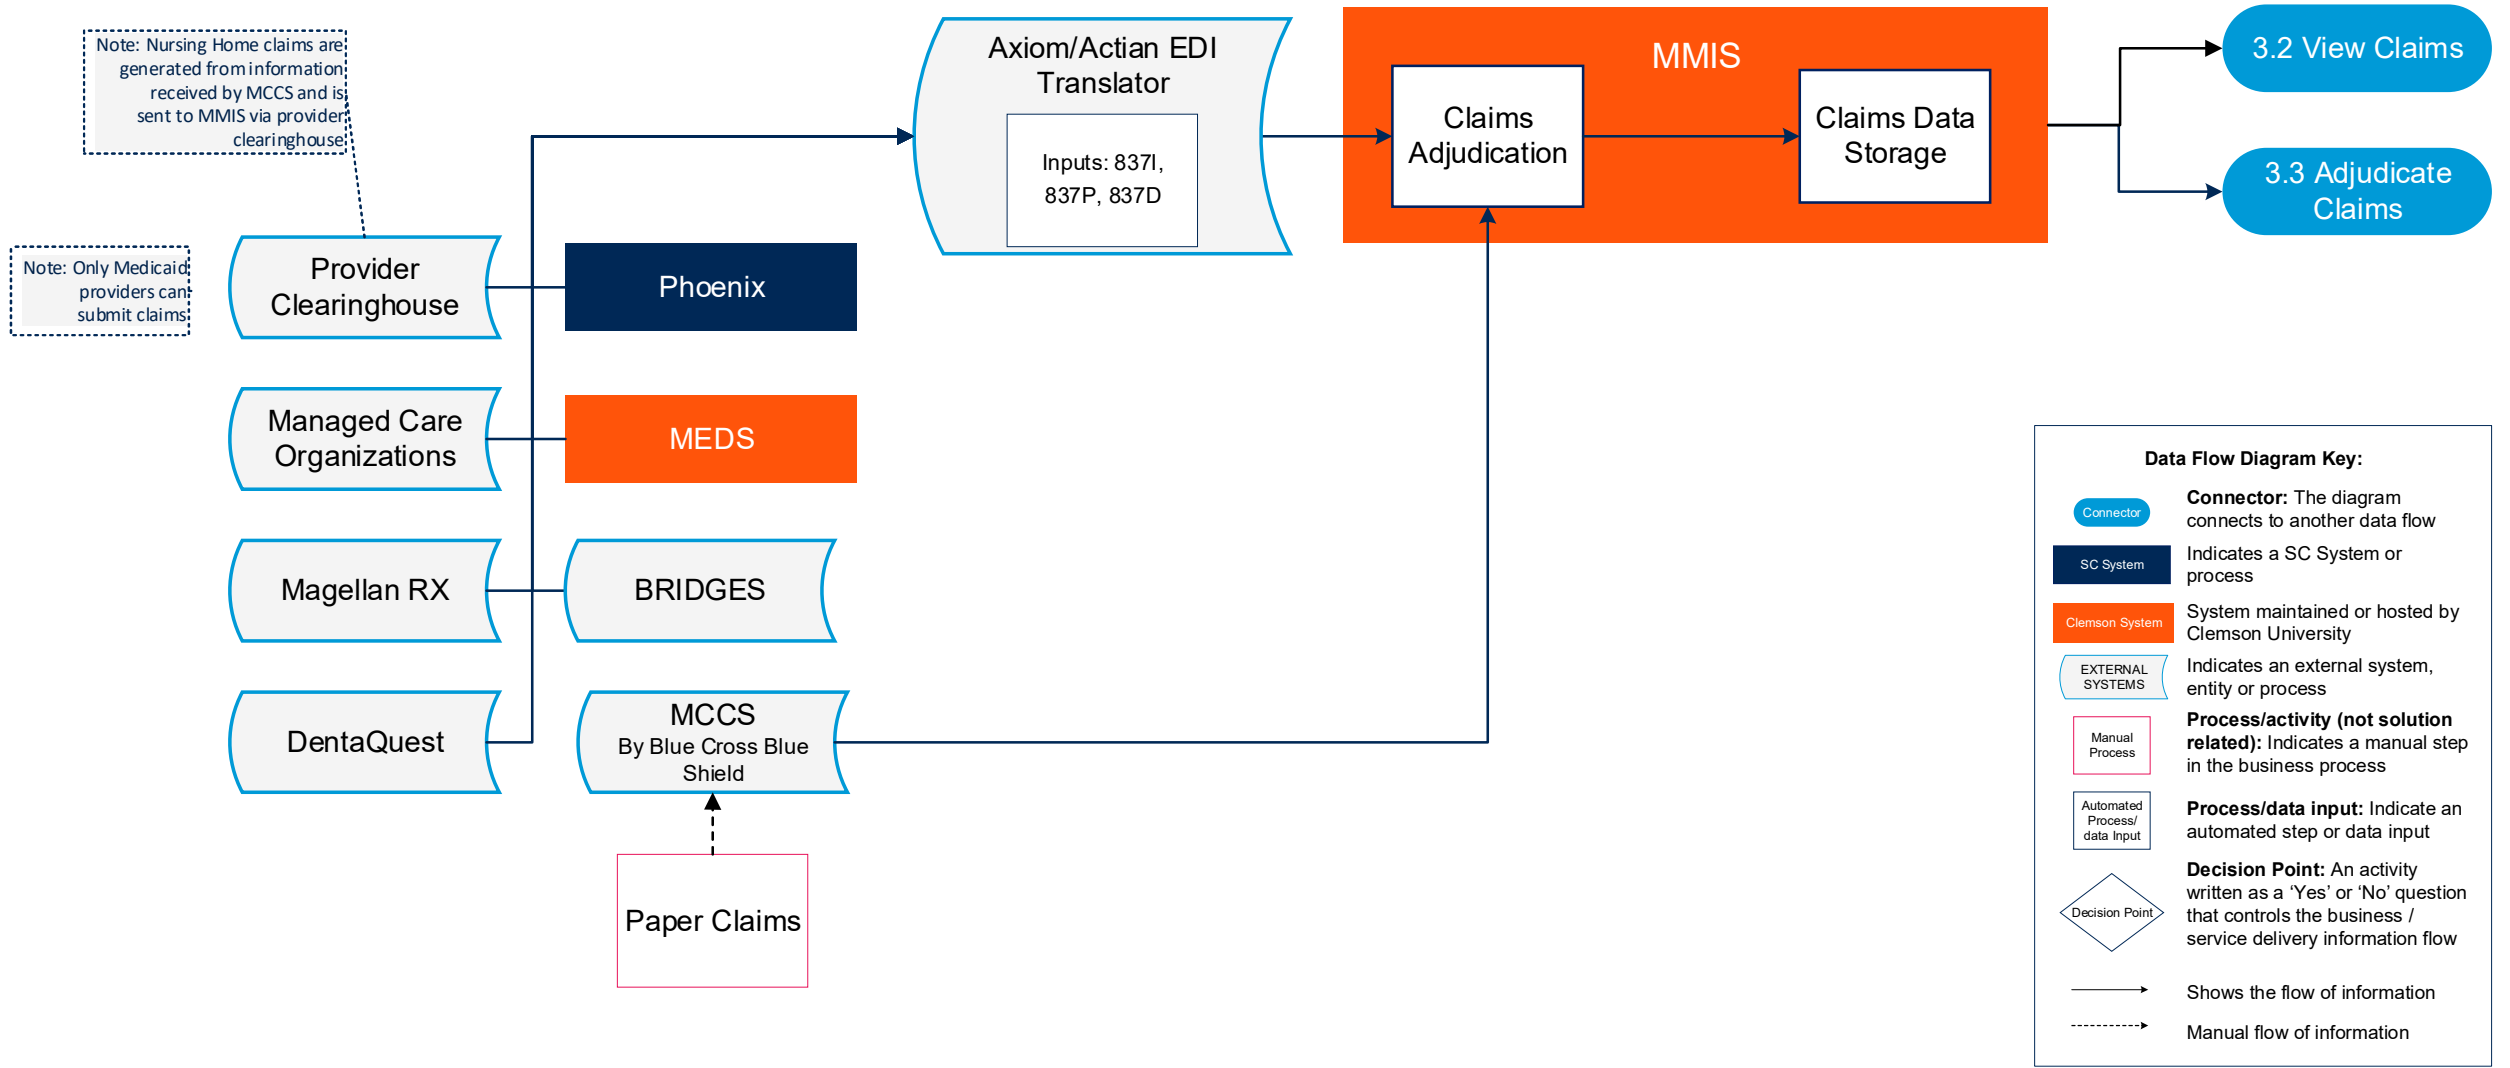 Note: Nursing Home claims are
generated from information
received by MCCS and is
sent to MMIS via provider
clearinghouse
Note: Only Medicaid
providers can
submit claims
Provider
Clearinghouse
Phoenix
Managed Care
Organizations
MEDS
Magellan RX
BRIDGES
DentaQuest
MCCS
By Blue Cross Blue
Shield
Paper Claims
Axiom/Actian EDI
Translator
Inputs: 837I,
837P, 837D
MMIS
Claims
Adjudication
Claims Data
Storage
3.2 View Claims
3.3 Adjudicate
Claims
Data Flow Diagram Key:
Connector
Connector: The diagram
connects to another data flow
SC System
Indicates a SC System or
process
Clemson System
System maintained or hosted by
Clemson University
EXTERNAL
SYSTEMS
Indicates an external system,
entity or process
Manual
Process
Process/activity (not solution
related): Indicates a manual step
in the business process
Automated
Process/
data Input
Process/data input: Indicate an
automated step or data input
Decision Point
Decision Point: An activity
written as a ‘Yes’ or ‘No’ question
that controls the business /
service delivery information flow
Shows the flow of information
Manual flow of information